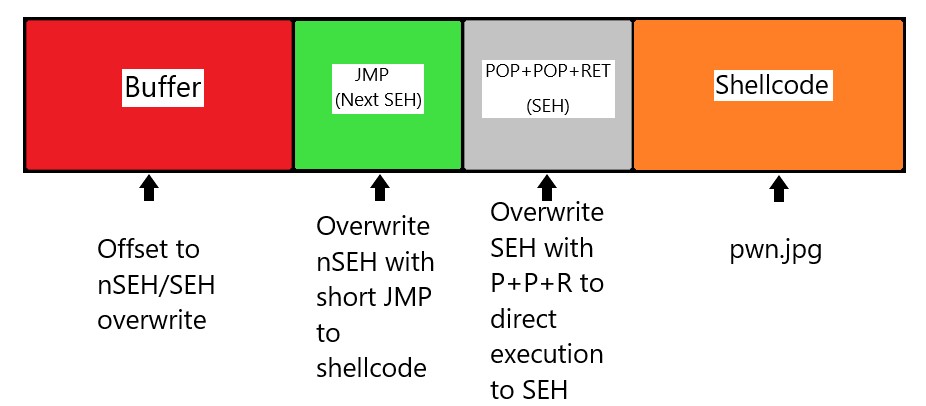 Buffer
JMP
(Next SEH)
POP+POP+RET
(SEH)
Shellcode
Offset to
nSEH/SEH
overwrite
Overwrite
nSEH with
short JMP
to
shellcode
Overwrite
SEH with
P+P+R to
direct
execution
to SEH
pwn.jpg